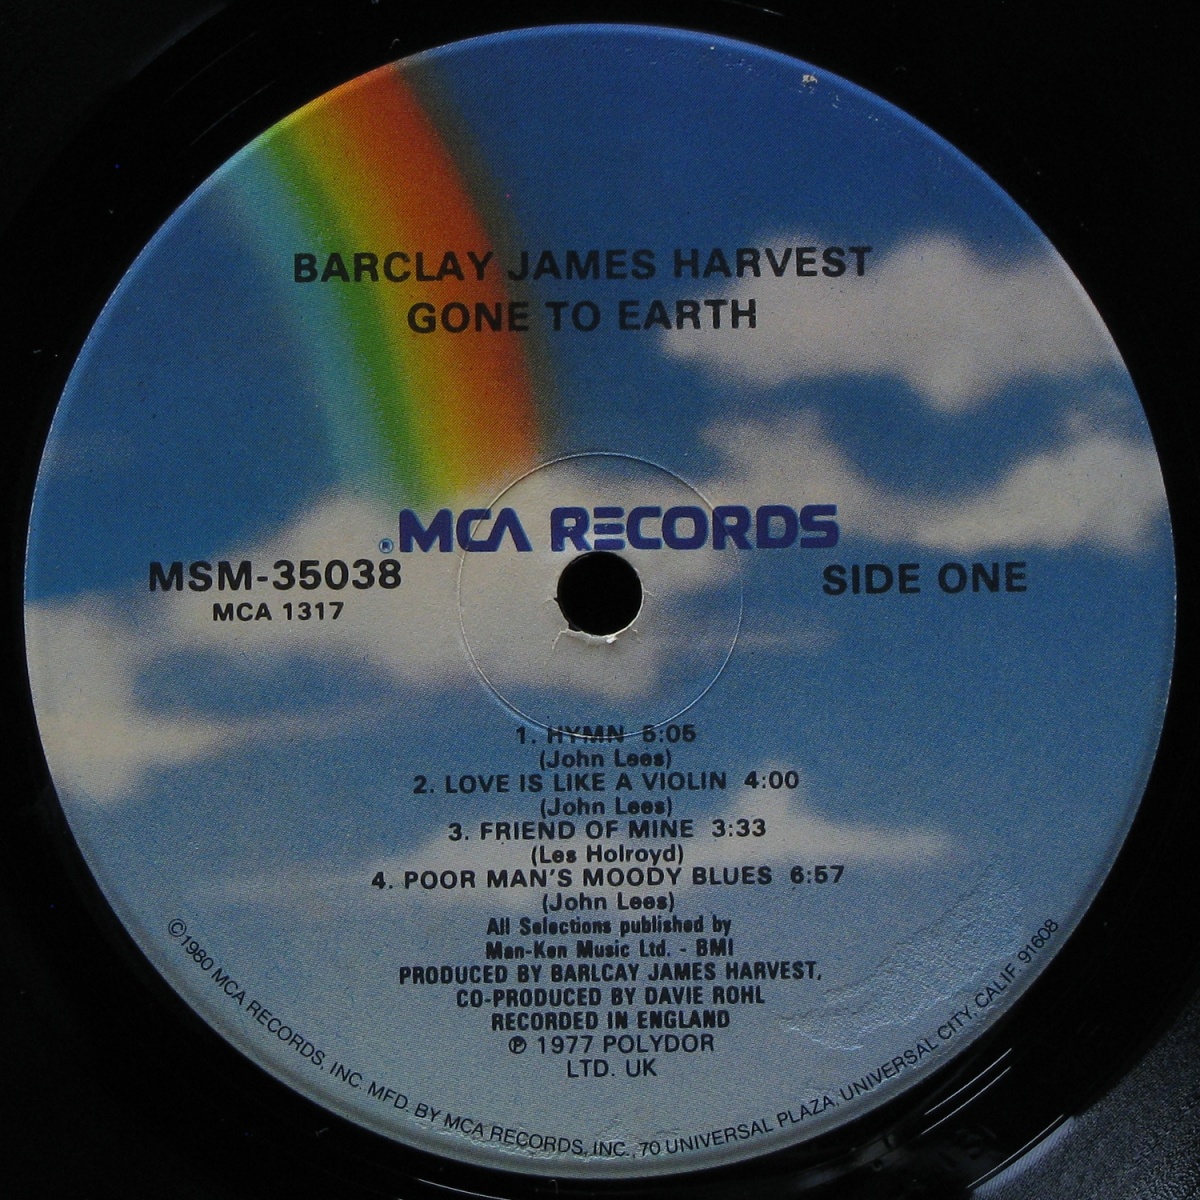 BARCLAY JAMES HARVEST
GONE TO EARTH
® MCA RECORDS
MSM-35038
MCA 1317
SIDE ONE
1. HYMN 5:05
(John Lees)
2. LOVE IS LIKE A VIOLIN 4:00
(John Lees)
3. FRIEND OF MINE 3:33
(Les Holroyd)
4. POOR MAN'S MOODY BLUES 6:57
(John Lees)
All Selections published by
Man-Ken Music Ltd. - BMI
PRODUCED BY BARLCAY JAMES HARVEST,
CO-PRODUCED BY DAVIE ROHL
RECORDED IN ENGLAND
℗ 1977 POLYDOR
LTD. UK
©1980 MCA RECORDS, INC. MFD. BY MCA RECORDS, INC., 70 UNIVERSAL PLAZA, UNIVERSAL CITY, CALIF. 91608